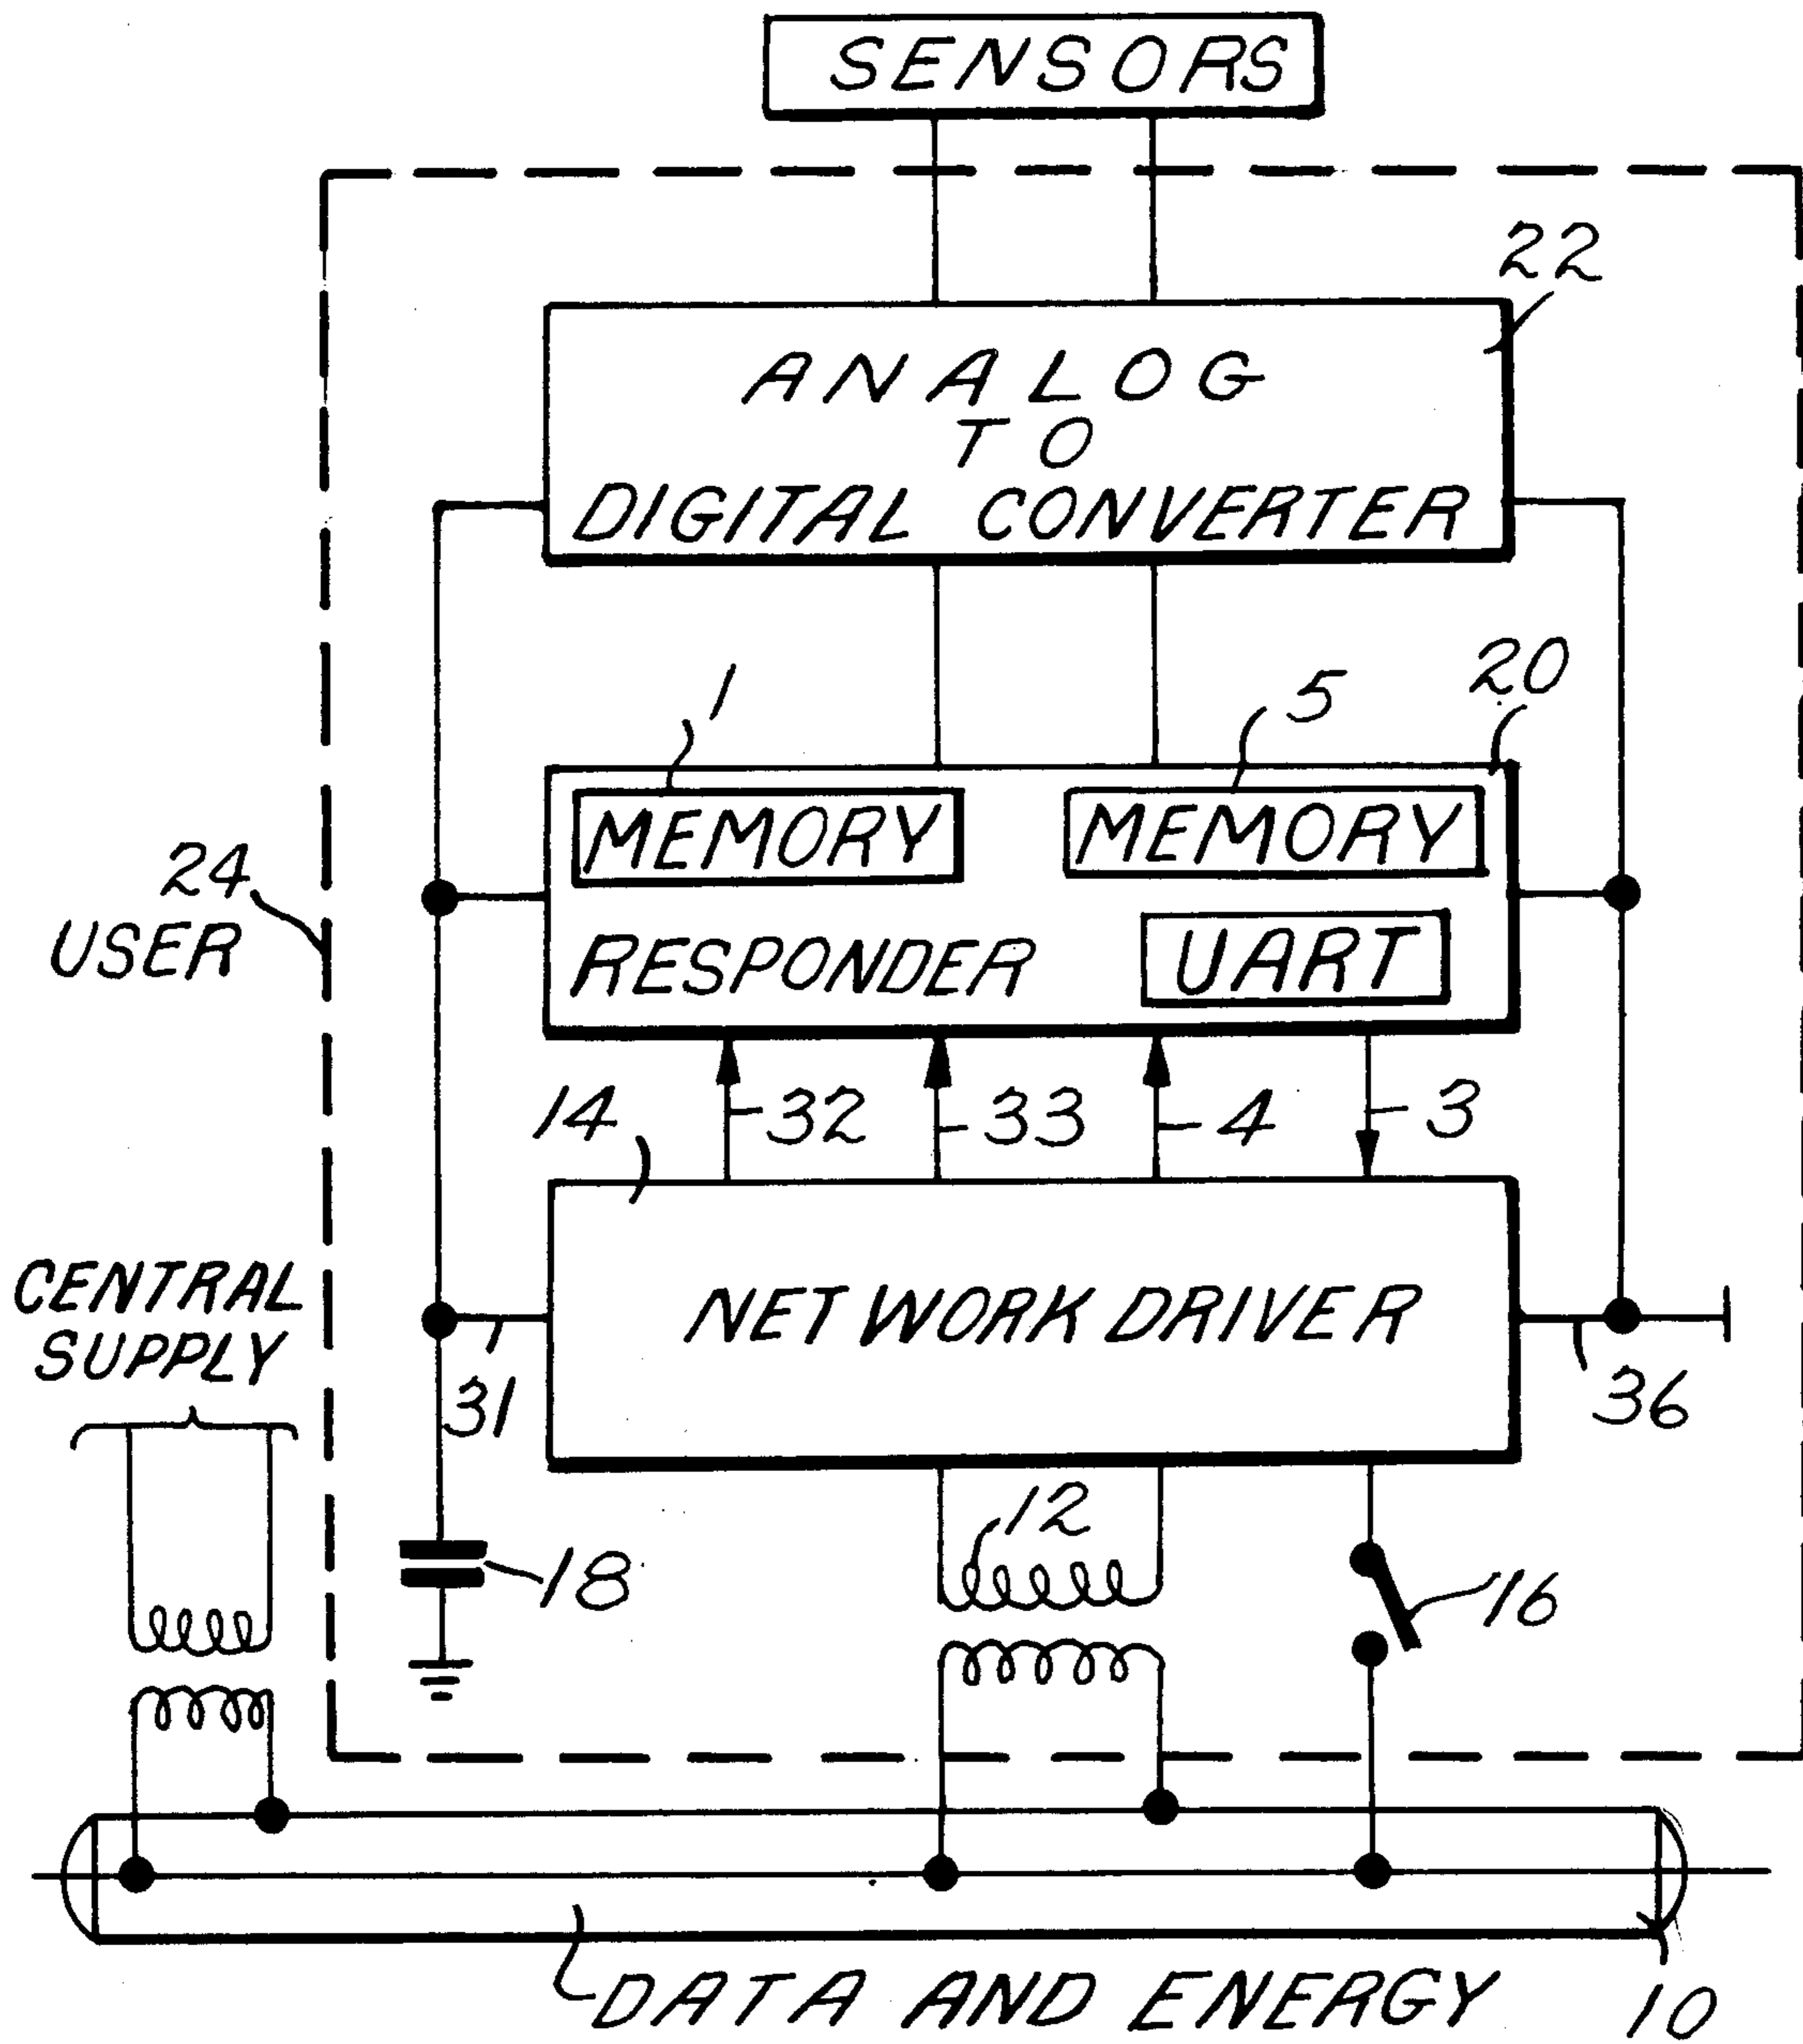 SENSORS
22
ANALOG
TO
DIGITAL CONVERTER
1
5
20
MEMORY
MEMORY
24
USER
RESPONDER
UART
14
32
33
4
3
CENTRAL
SUPPLY
NETWORK DRIVER
31
36
12
18
16
DATA AND ENERGY
10